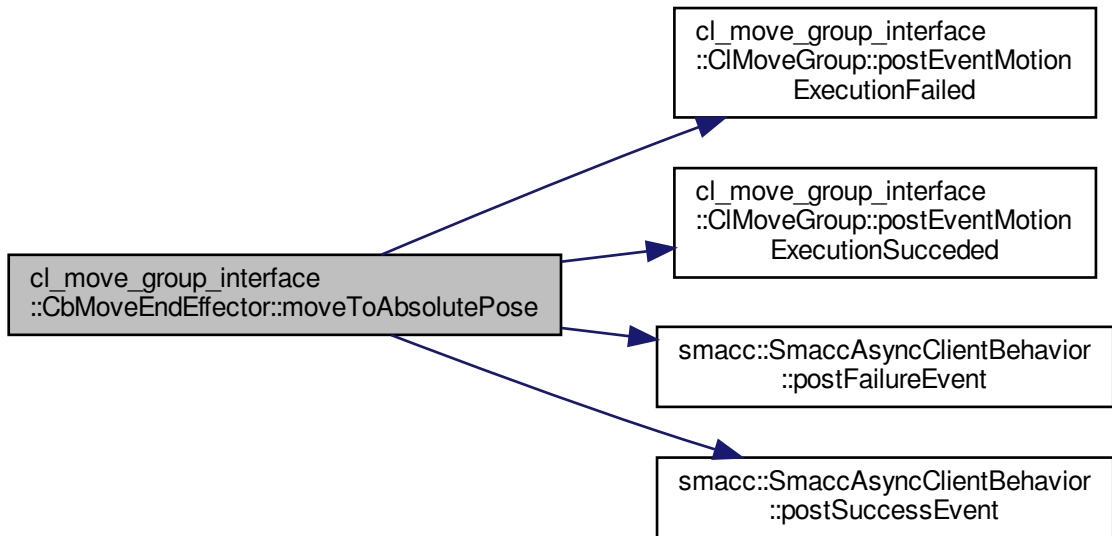 cl_move_group_interface
::ClMoveGroup::postEventMotion
ExecutionFailed
cl_move_group_interface
::ClMoveGroup::postEventMotion
ExecutionSucceded
cl_move_group_interface
::CbMoveEndEffector::moveToAbsolutePose
smacc::SmaccAsyncClientBehavior
::postFailureEvent
smacc::SmaccAsyncClientBehavior
::postSuccessEvent